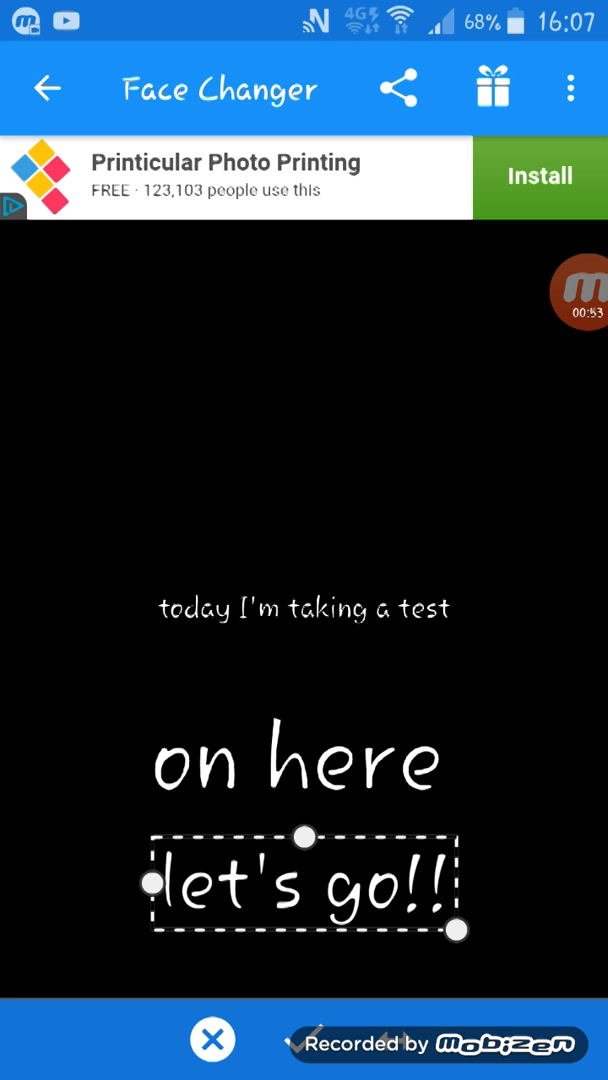 4G 68% 16:07
Face Changer
Printicular Photo Printing
FREE · 123,103 people use this
Install
00:53
today I'm taking a test
on here
let's go!!
Recorded by mobizen